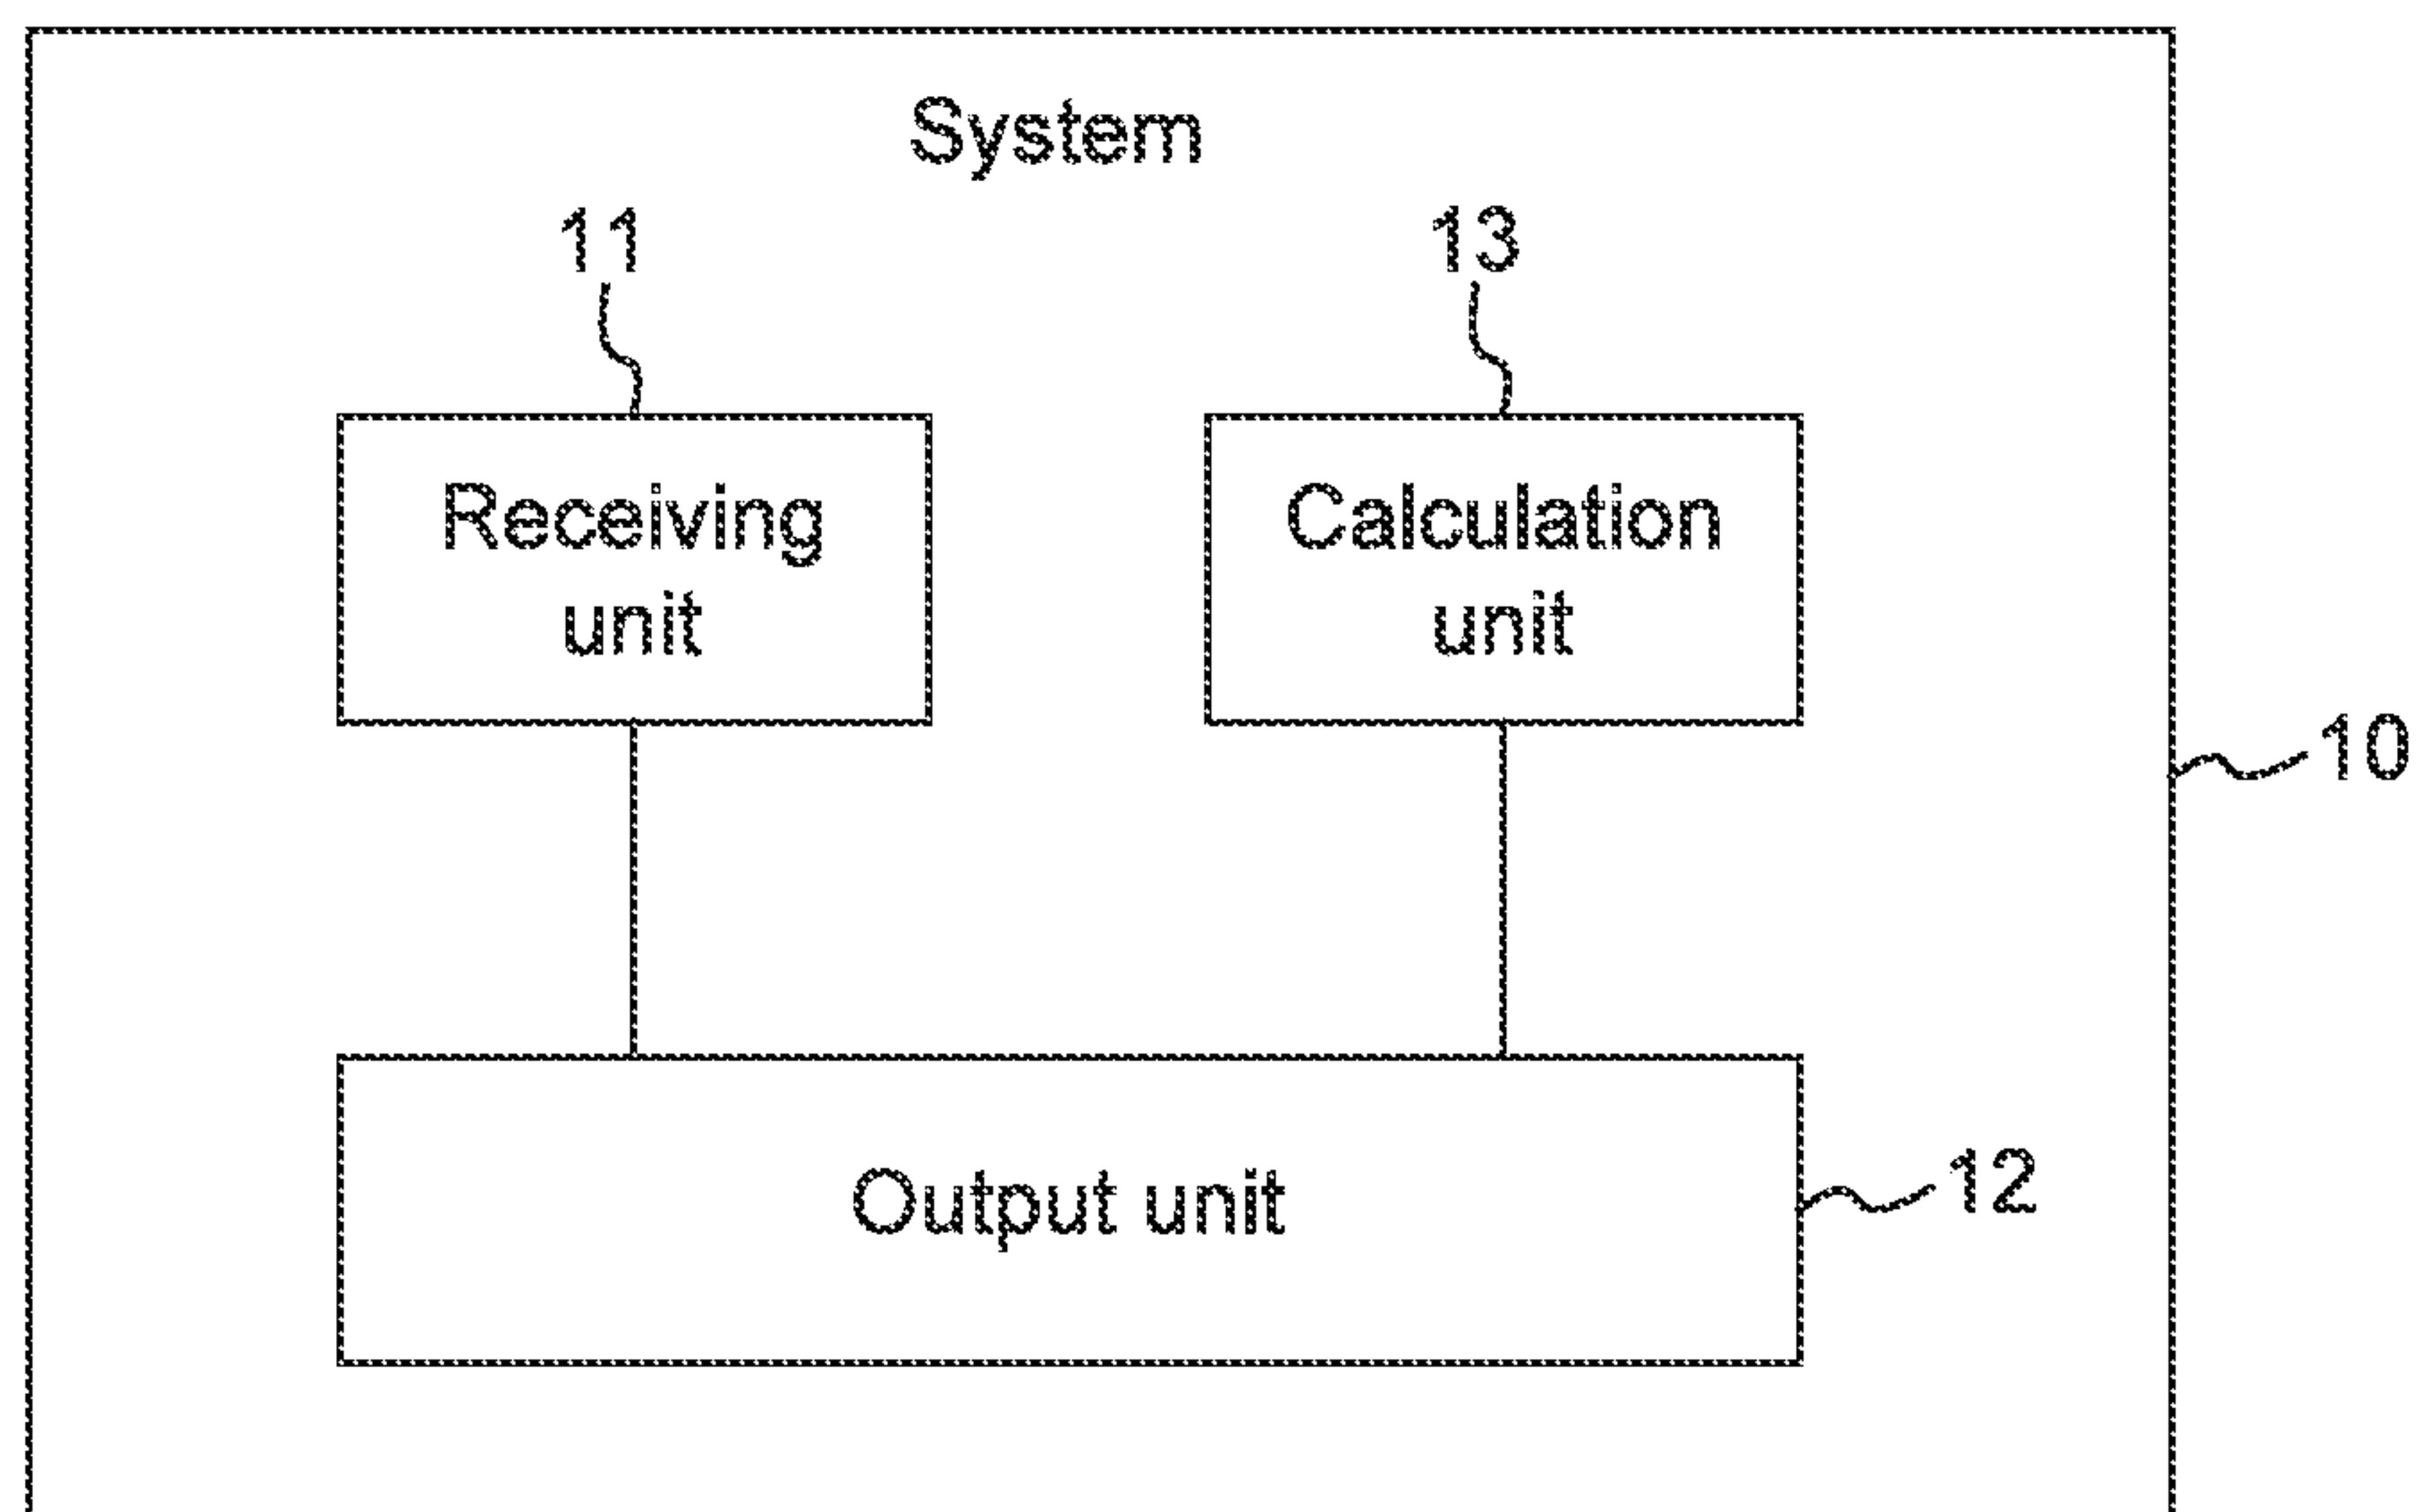 System
11
13
Receiving
unit
Calculation
unit
10
Output unit
12